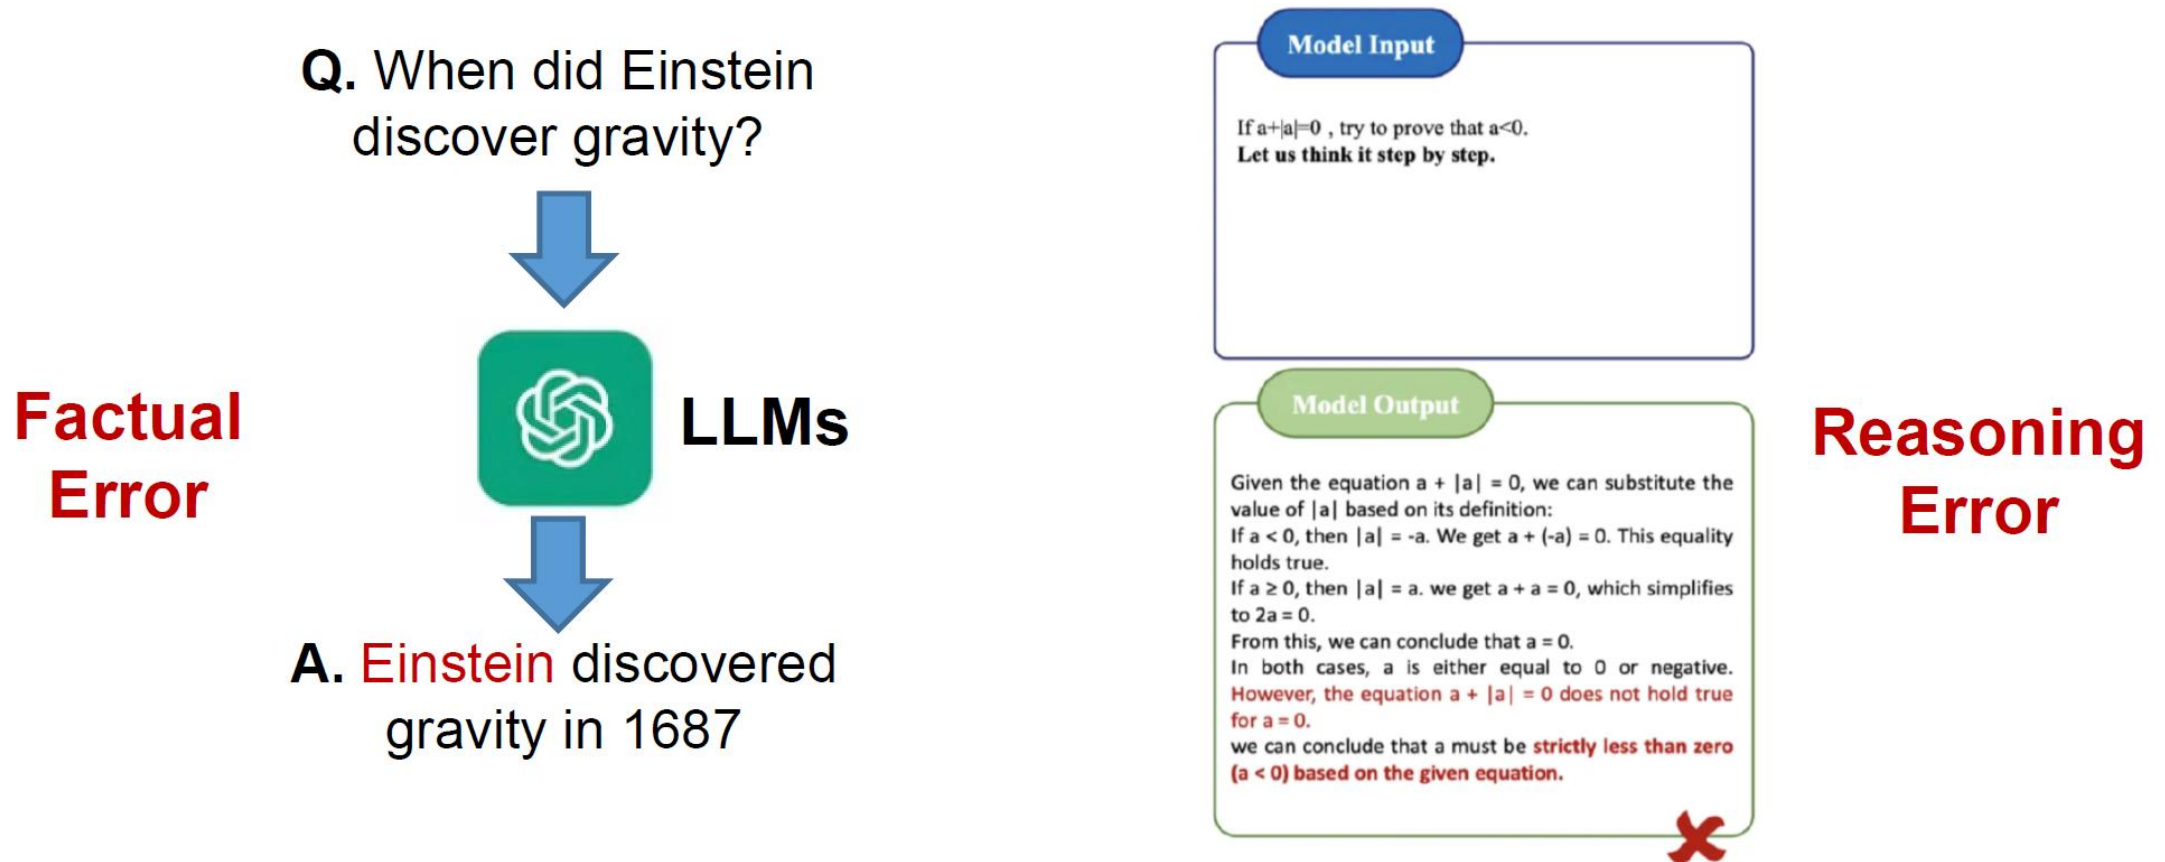 Q. When did Einstein
discover gravity?
Factual
Error
LLMs
A. Einstein discovered
gravity in 1687
Model Input
If a+|a|=0 , try to prove that a<0.
Let us think it step by step.
Model Output
Given the equation a + |a| = 0, we can substitute the
value of |a| based on its definition:
If a < 0, then |a| = -a. We get a + (-a) = 0. This equality
holds true.
If a ≥ 0, then |a| = a. we get a + a = 0, which simplifies
to 2a = 0.
From this, we can conclude that a = 0.
In both cases, a is either equal to 0 or negative.
However, the equation a + |a| = 0 does not hold true
for a = 0.
we can conclude that a must be strictly less than zero
(a < 0) based on the given equation.
Reasoning
Error